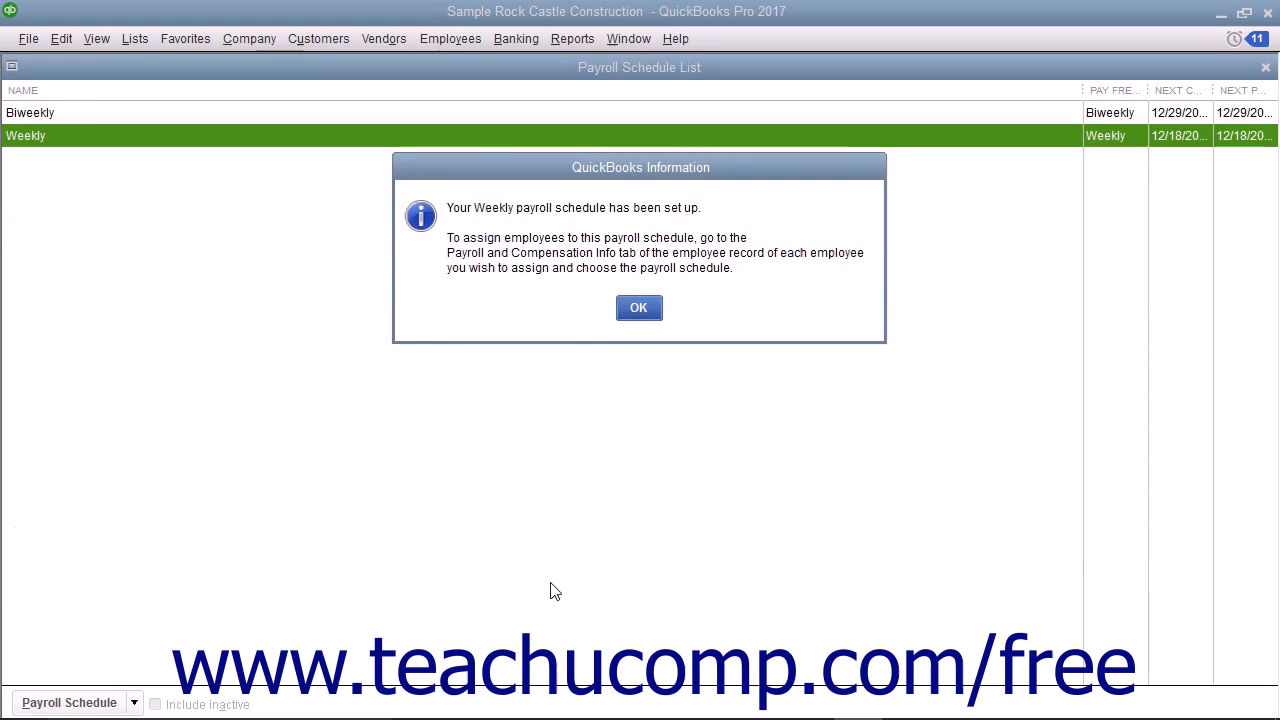 qb
Sample Rock Castle Construction - QuickBooks Pro 2017
File Edit View Lists Favorites Company Customers Vendors Employees Banking Reports Window Help 11
Payroll Schedule List
NAME PAY FRE... NEXT C... NEXT P...
Biweekly Biweekly 12/29/20... 12/29/20...
Weekly Weekly 12/18/20... 12/18/20...
QuickBooks Information
i
Your Weekly payroll schedule has been set up.
To assign employees to this payroll schedule, go to the
Payroll and Compensation Info tab of the employee record of each employee
you wish to assign and choose the payroll schedule.
OK
www.teachucomp.com/free
Payroll Schedule Include inactive